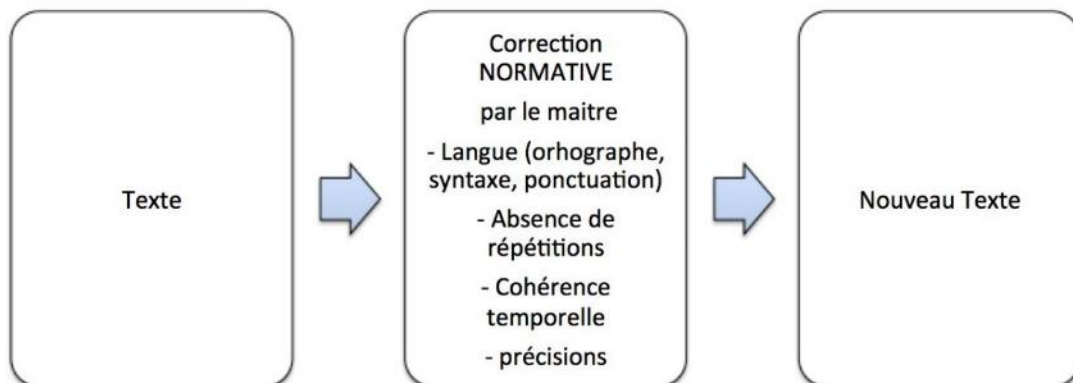 Texte
Correction
NORMATIVE
par le maitre
- Langue (orhographe,
syntaxe, ponctuation)
- Absence de
répétitions
- Cohérence
temporelle
- précisions
Nouveau Texte